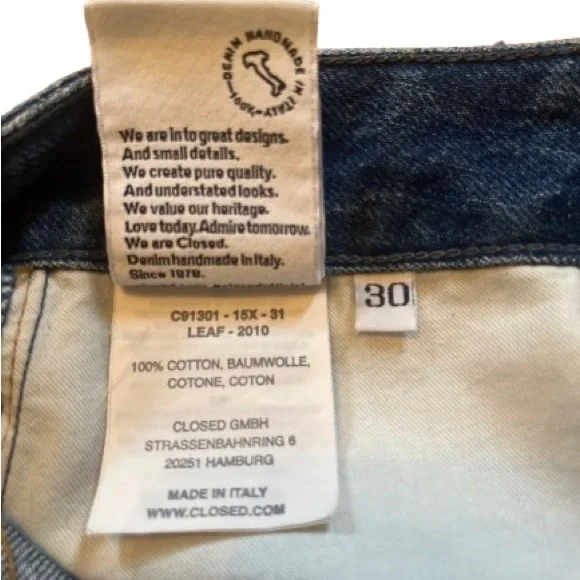 DENIM HANDMADE IN ITALY 100%
We are in to great designs.
And small details.
We create pure quality.
And understated looks.
We value our heritage.
Love today. Admire tomorrow.
We are Closed.
Denim handmade in Italy.
Since 1978.
C91301 - 15X - 31
LEAF - 2010
100% COTTON, BAUMWOLLE,
COTONE, COTON
CLOSED GMBH
STRASSENBAHNRING 6
20251 HAMBURG
MADE IN ITALY
WWW.CLOSED.COM
30